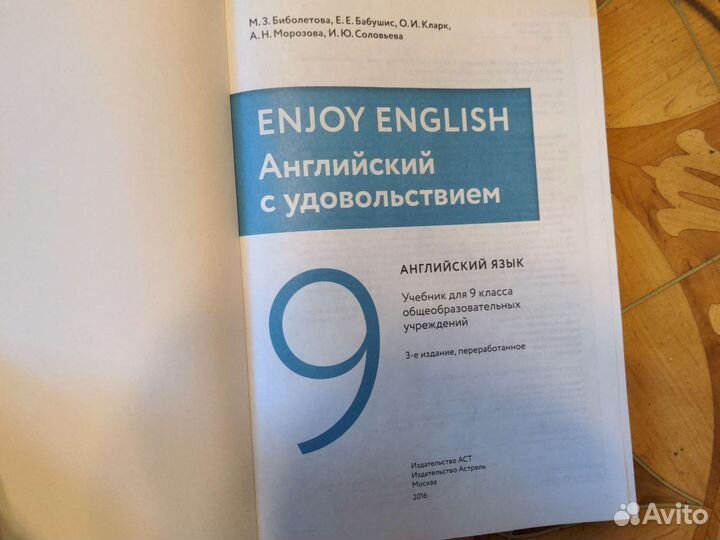 М. З. Биболетова, Е. Е. Бабушис, О. И. Кларк,
А. Н. Морозова, И. Ю. Соловьева
ENJOY ENGLISH
Английский
с удовольствием
9
АНГЛИЙСКИЙ ЯЗЫК
Учебник для 9 класса
общеобразовательных
учреждений
3-е издание, переработанное
Издательство АСТ
Издательство Астрель
Москва
2016
Avito